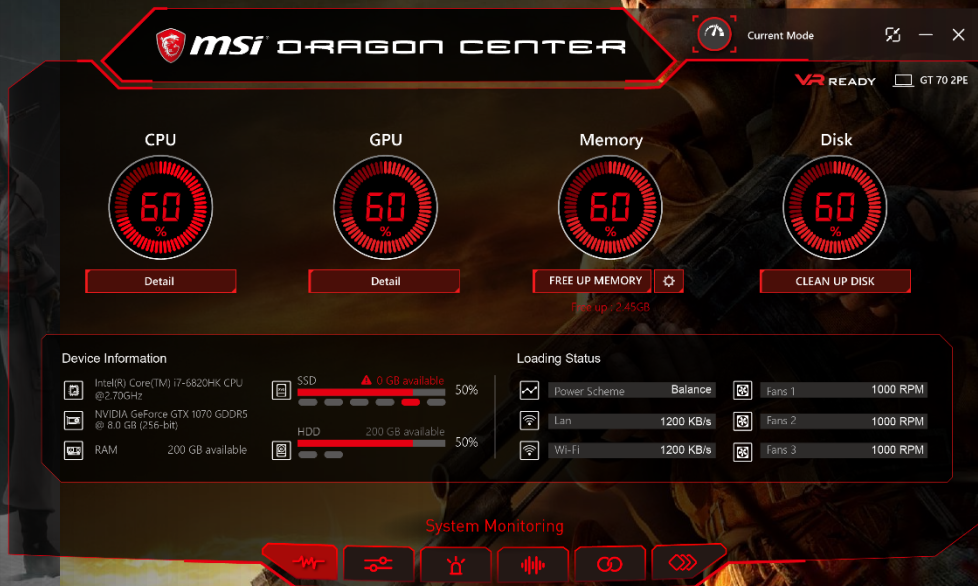 msi DRAGON CENTER
Current Mode
VR READY
GT 70 2PE
CPU
GPU
Memory
Disk
60
%
60
%
60
%
60
%
Detail
Detail
FREE UP MEMORY
CLEAN UP DISK
Free up : 2.45GB
Device Information
Intel(R) Core(TM) i7-6820HK CPU
@2.70GHz
NVIDIA GeForce GTX 1070 GDDR5
@ 8.0 GB (256-bit)
RAM 200 GB available
SSD 0 GB available
50%
HDD 200 GB available
50%
Loading Status
Power Scheme Balance
Lan 1200 KB/s
Wi-Fi 1200 KB/s
Fans 1 1000 RPM
Fans 2 1000 RPM
Fans 3 1000 RPM
System Monitoring